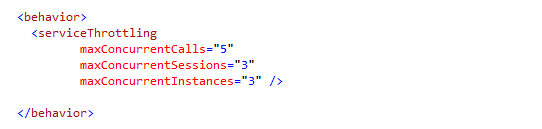 <behavior>
<serviceThrottling
maxConcurrentCalls="5"
maxConcurrentSessions="3"
maxConcurrentInstances="3" />
</behavior>